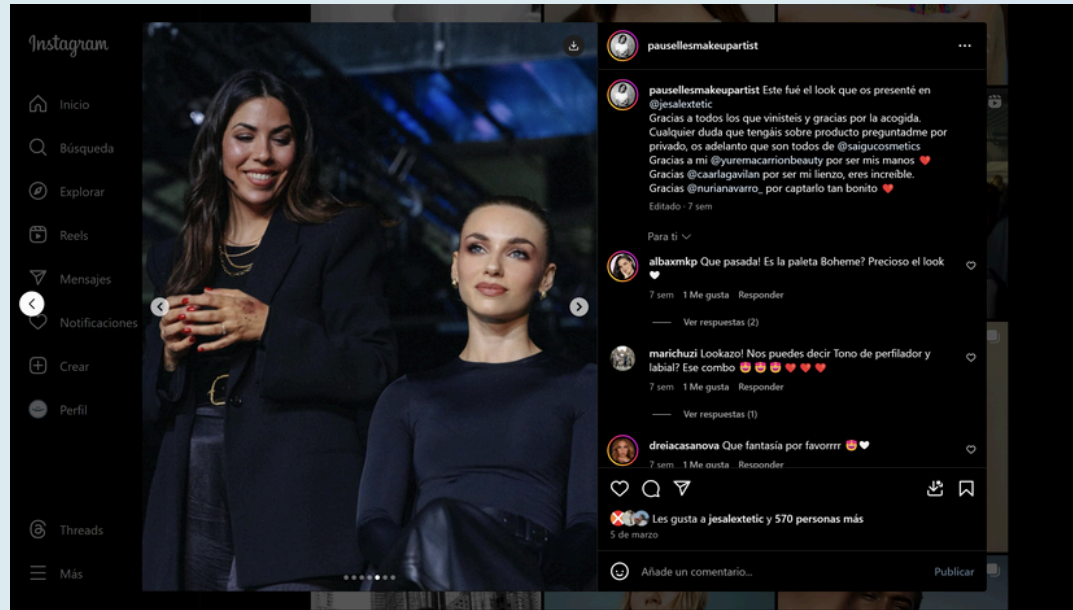 Instagram
Inicio
Búsqueda
Explorar
Reels
Mensajes
Notificaciones
Crear
Perfil
Threads
Más
pausellesmakeupartist
pausellesmakeupartist Este fué el look que os presenté en
@jesalextetic
Gracias a todos los que vinisteis y gracias por la acogida.
Cualquier duda que tengáis sobre producto preguntadme por
privado, os adelanto que son todos de @saigucosmetics
Gracias a mi @yuremacarrionbeauty por ser mis manos ❤️
Gracias @caarlagavilan por ser mi lienzo, eres increíble.
Gracias @nurianavarro_ por captarlo tan bonito ❤️
Editado · 7 sem
Para ti
albaxmkp Que pasada! Es la paleta Boheme? Precioso el look
🤍
7 sem 1 Me gusta Responder
Ver respuestas (2)
marichuzi Lookazo! Nos puedes decir Tono de perfilador y
labial? Ese combo 😍😍😍❤️❤️❤️
7 sem 1 Me gusta Responder
Ver respuestas (1)
dreiacasanova Que fantasía por favorrrr 😍🤍
7 sem 1 Me gusta Responder
Les gusta a jesalextetic y 570 personas más
5 de marzo
Añade un comentario...
Publicar